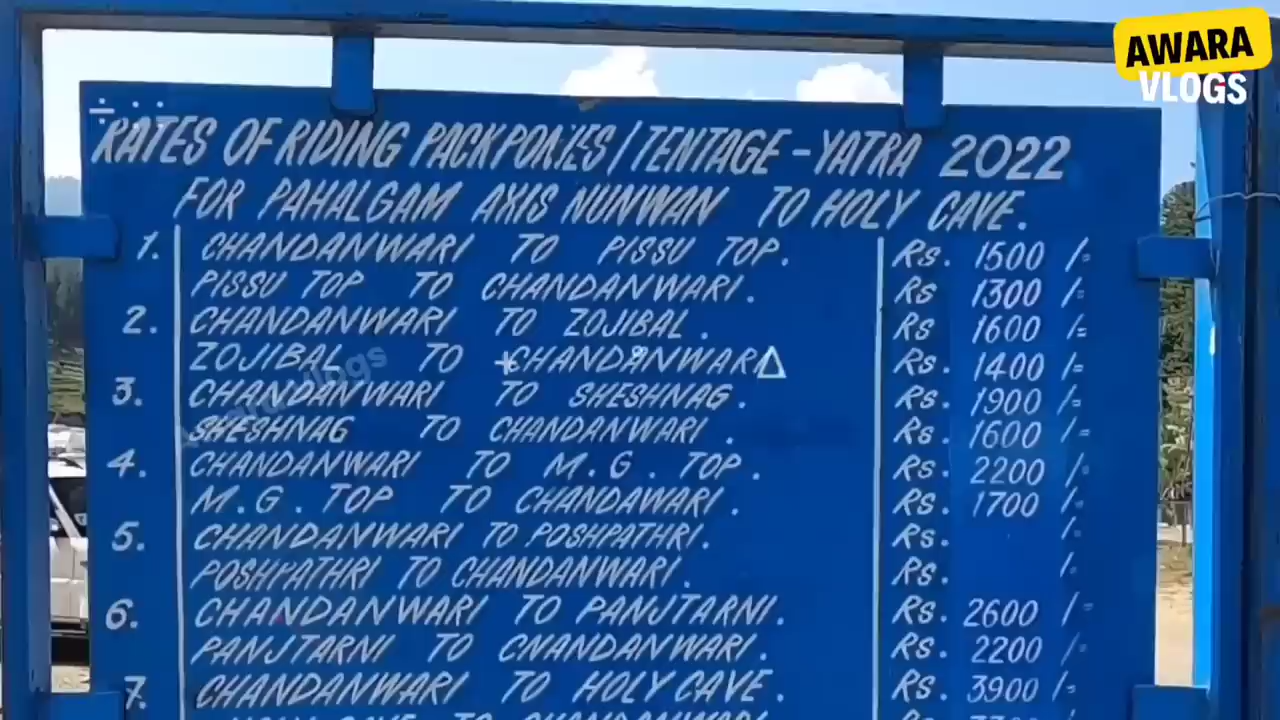 AWARA
VLOGS
RATES OF RIDING PACKPONIES/TENTAGE - YATRA 2022
FOR PAHALGAM AXIS NUNWAN TO HOLY CAVE.
1. CHANDANWARI TO PISSU TOP. Rs. 1500 /=
PISSU TOP TO CHANDANWARI. Rs 1300 /=
2. CHANDANWARI TO ZOJIBAL. Rs 1600 /=
ZOJIBAL TO CHANDANWARI Rs. 1400 /=
3. CHANDANWARI TO SHESHNAG. Rs. 1900 /=
SHESHNAG TO CHANDANWARI. Rs. 1600 /=
4. CHANDANWARI TO M.G. TOP. Rs. 2200 /=
M.G. TOP TO CHANDAWARI. Rs. 1700 /=
5. CHANDANWARI TO POSHPATHRI. Rs. /=
POSHPATHRI TO CHANDANWARI. Rs. /=
6. CHANDANWARI TO PANJTARNI. Rs. 2600 /=
PANJTARNI TO CNANDANWARI. Rs. 2200 /=
7. CHANDANWARI TO HOLY CAVE. Rs. 3900 /=